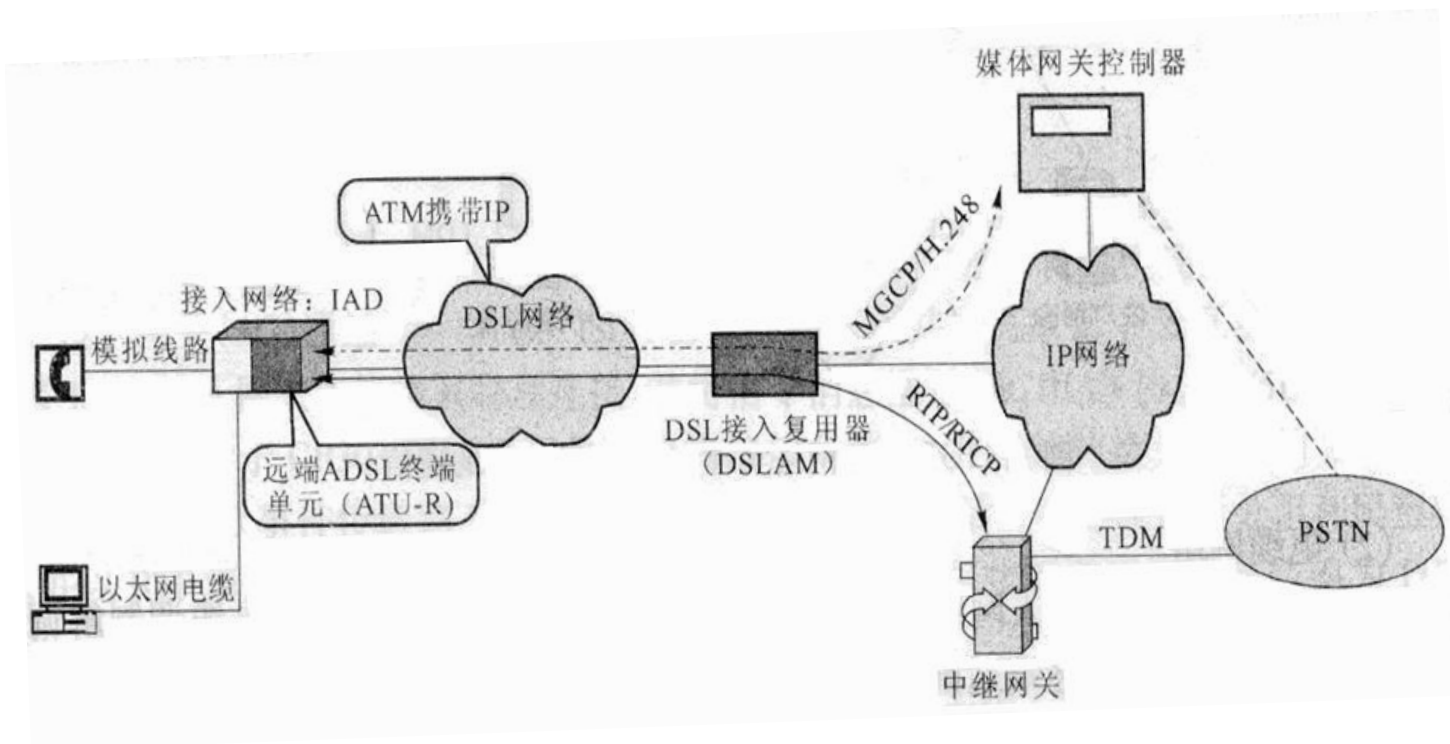 媒体网关控制器
ATM携带IP
MGCP/H.248
接入网络：IAD
DSL网络
模拟线路
IP网络
DSL接入复用器
（DSLAM）
RTP/RTCP
远端ADSL终端
单元（ATU-R）
TDM
PSTN
以太网电缆
中继网关